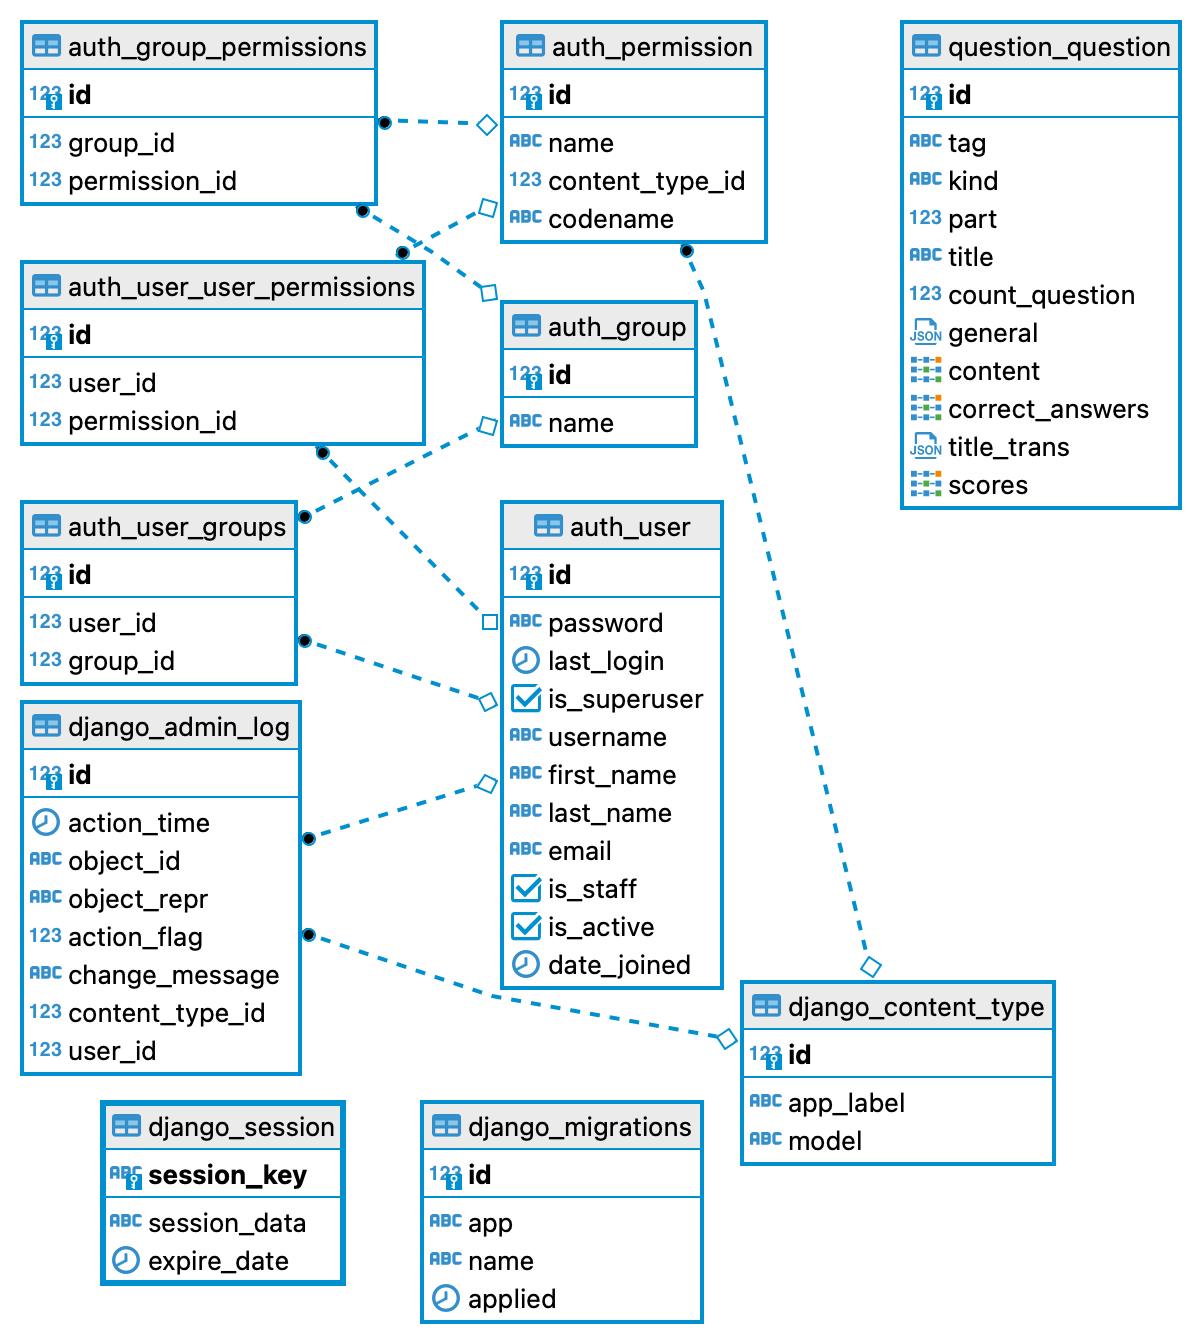 auth_group_permissions
123 id
123 group_id
123 permission_id
auth_permission
123 id
ABC name
123 content_type_id
ABC codename
question_question
123 id
ABC tag
ABC kind
123 part
ABC title
123 count_question
JSON general
content
correct_answers
JSON title_trans
scores
auth_user_user_permissions
123 id
123 user_id
123 permission_id
auth_group
123 id
ABC name
auth_user_groups
123 id
123 user_id
123 group_id
auth_user
123 id
ABC password
last_login
is_superuser
ABC username
ABC first_name
ABC last_name
ABC email
is_staff
is_active
date_joined
django_admin_log
123 id
action_time
ABC object_id
ABC object_repr
123 action_flag
ABC change_message
123 content_type_id
123 user_id
django_content_type
123 id
ABC app_label
ABC model
django_session
ABC session_key
ABC session_data
expire_date
django_migrations
123 id
ABC app
ABC name
applied